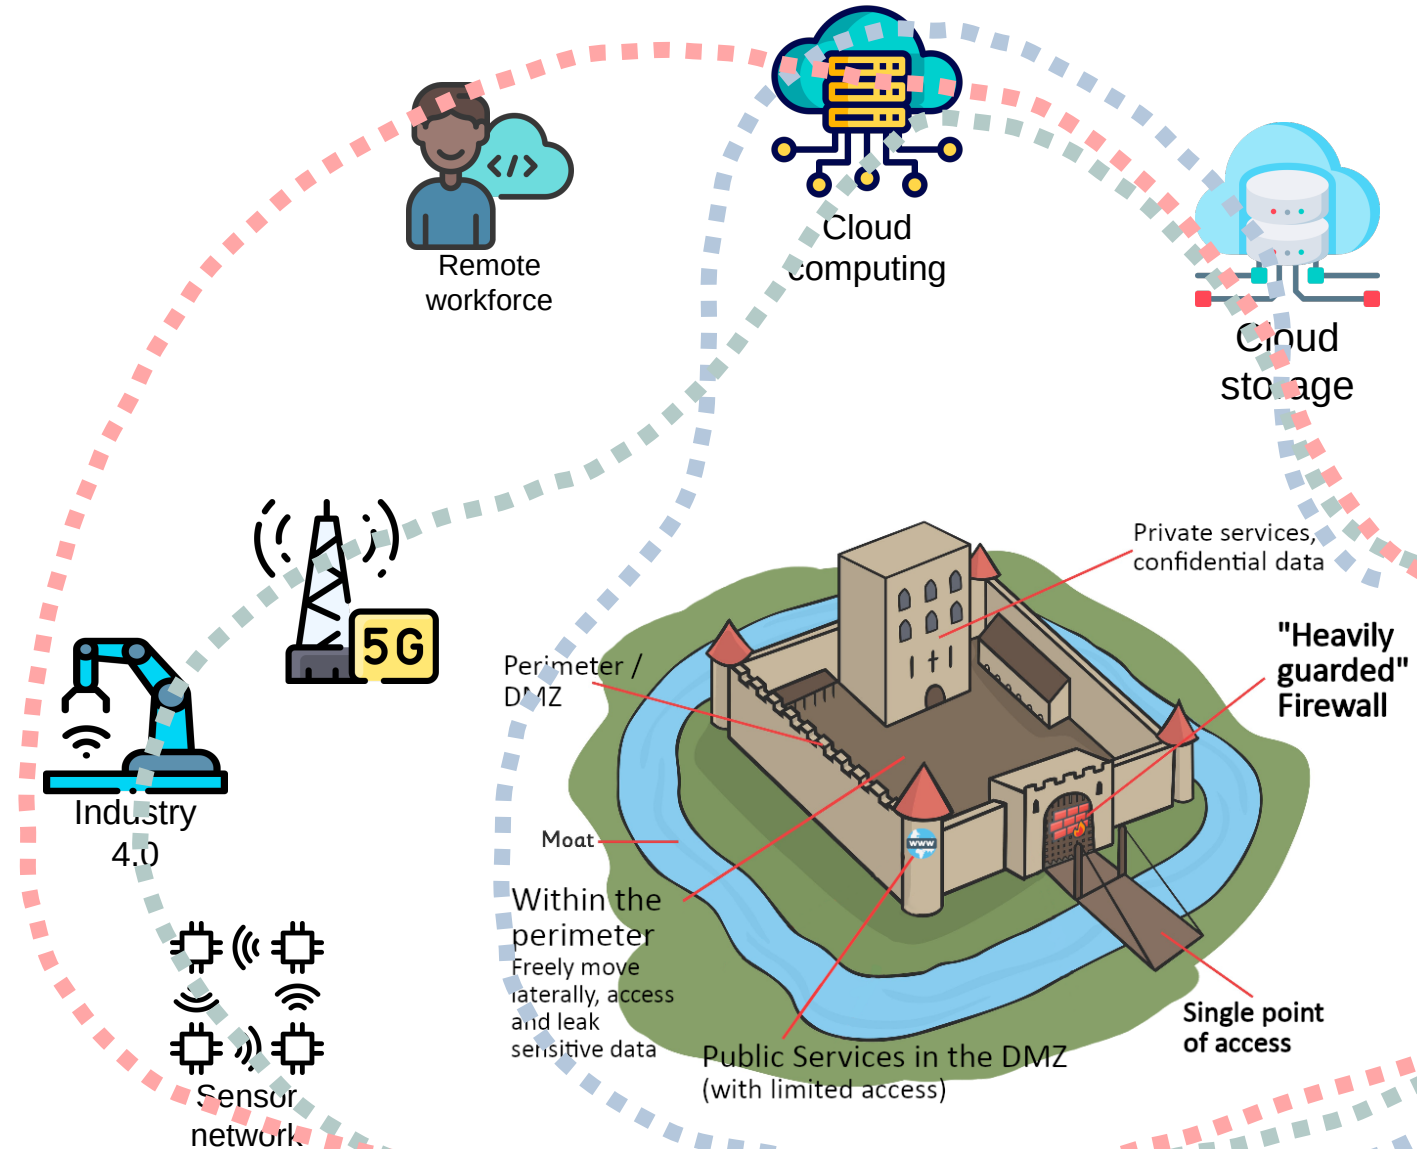 Remote
workforce
Cloud
computing
Cloud
storage
5G
Industry
4.0
Sensor
network
Private services,
confidential data
"Heavily
guarded"
Firewall
Perimeter /
DMZ
Moat
www
Within the
perimeter
Freely move
laterally, access
and leak
sensitive data
Public Services in the DMZ
(with limited access)
Single point
of access